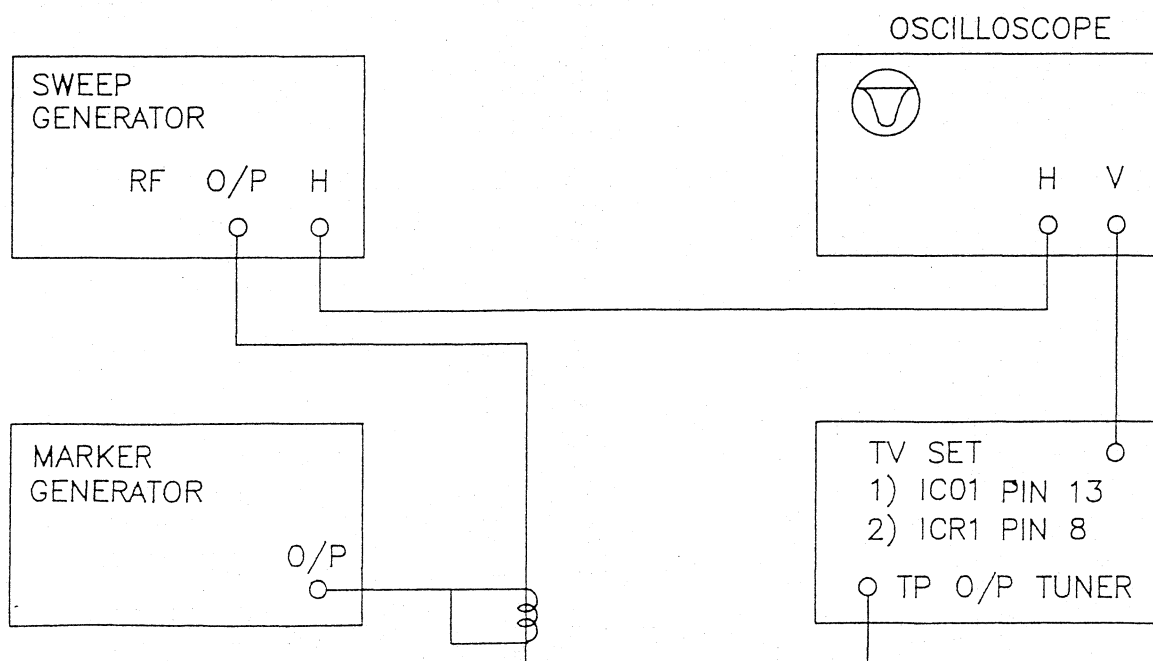 OSCILLOSCOPE
SWEEP
GENERATOR
RF O/P H
H V
MARKER
GENERATOR
O/P
TV SET
1) IC01 PIN 13
2) ICR1 PIN 8
TP O/P TUNER